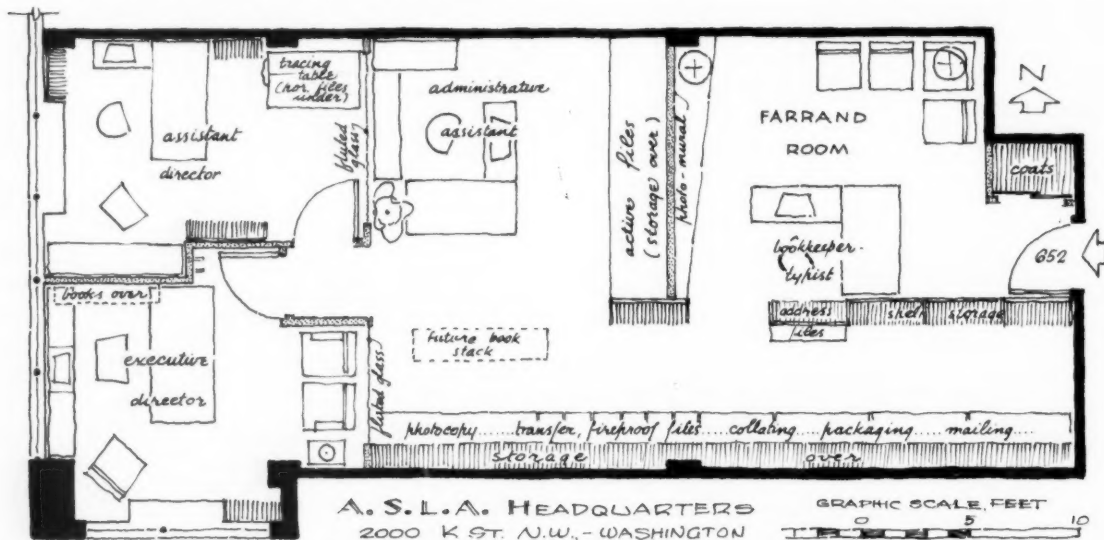 tracing
table
(hor. files
under)
administrative
assistant
assistant
director
fluted glass
active files
(storage over)
photo-mural
FARRAND
ROOM
N
coats
652
bookkeeper-
typist
address
files
shelf storage
books over
executive
director
future book
stack
fluted glass
photocopy.....transfer, fireproof files.....collating.....packaging.....mailing....
storage over
A. S. L. A. HEADQUARTERS
2000 K ST. N.W., - WASHINGTON
GRAPHIC SCALE, FEET
0 5 10